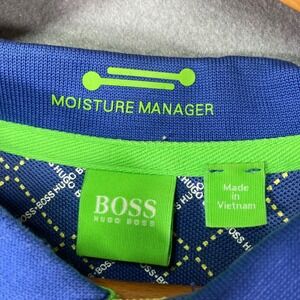 MOISTURE MANAGER
BOSS
HUGO BOSS
Made in
Vietnam